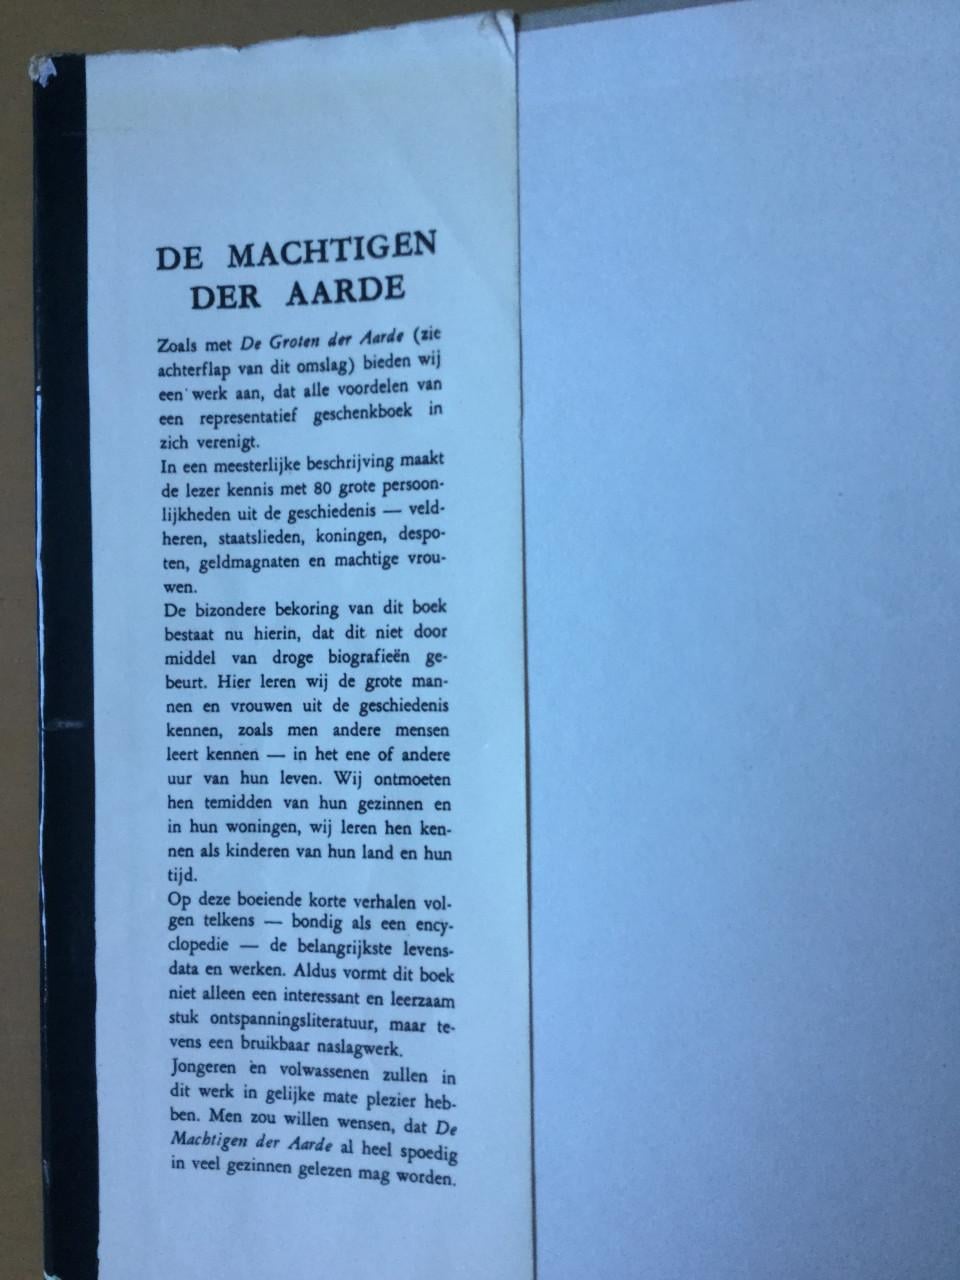 DE MACHTIGEN
DER AARDE
Zoals met De Groten der Aarde (zie
achterflap van dit omslag) bieden wij
een werk aan, dat alle voordelen van
een representatief geschenkboek in
zich verenigt.
In een meesterlijke beschrijving maakt
de lezer kennis met 80 grote persoon-
lijkheden uit de geschiedenis — veld-
heren, staatslieden, koningen, despo-
ten, geldmagnaten en machtige vrou-
wen.
De bizondere bekoring van dit boek
bestaat nu hierin, dat dit niet door
middel van droge biografieën ge-
beurt. Hier leren wij de grote man-
nen en vrouwen uit de geschiedenis
kennen, zoals men andere mensen
leert kennen — in het ene of andere
uur van hun leven. Wij ontmoeten
hen temidden van hun gezinnen en
in hun woningen, wij leren hen ken-
nen als kinderen van hun land en hun
tijd.
Op deze boeiende korte verhalen vol-
gen telkens — bondig als een ency-
clopedie — de belangrijkste levens-
data en werken. Aldus vormt dit boek
niet alleen een interessant en leerzaam
stuk ontspanningsliteratuur, maar te-
vens een bruikbaar naslagwerk.
Jongeren èn volwassenen zullen in
dit werk in gelijke mate plezier heb-
ben. Men zou willen wensen, dat De
Machtigen der Aarde al heel spoedig
in veel gezinnen gelezen mag worden.